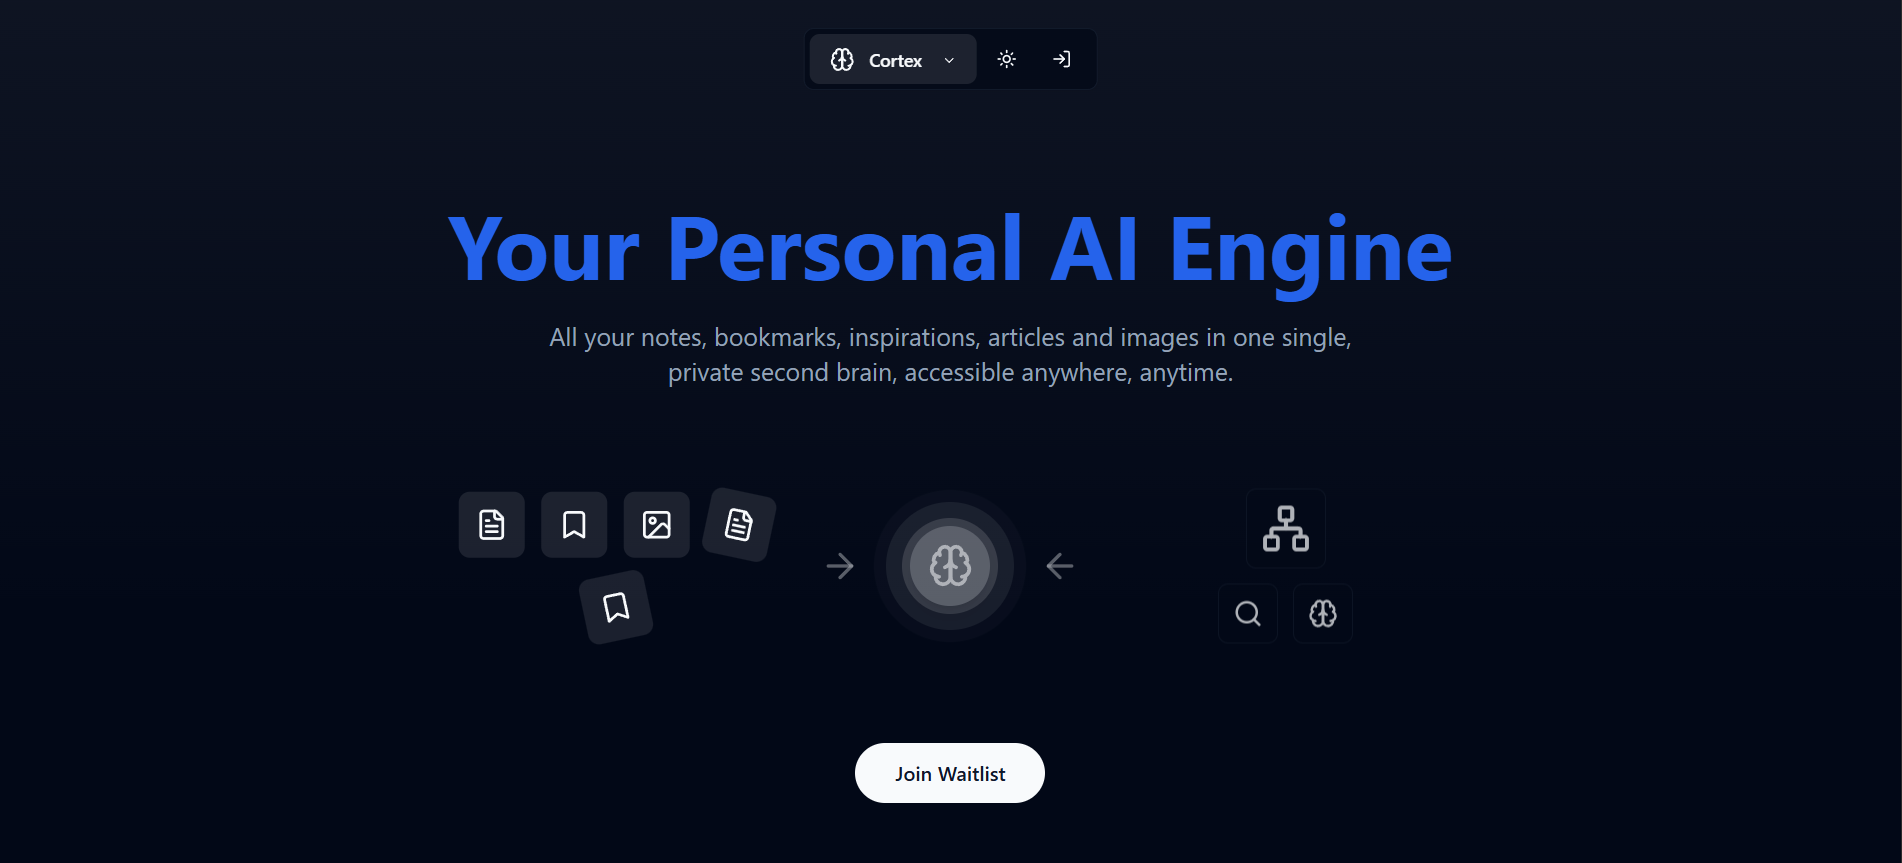 Cortex
Your Personal AI Engine
All your notes, bookmarks, inspirations, articles and images in one single,
private second brain, accessible anywhere, anytime.
Join Waitlist